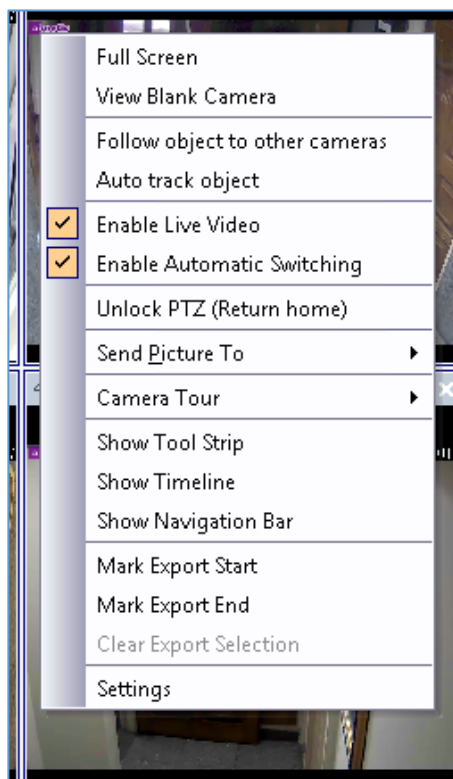 Full Screen
View Blank Camera
Follow object to other cameras
Auto track object
Enable Live Video
Enable Automatic Switching
Unlock PTZ (Return home)
Send Picture To
Camera Tour
Show Tool Strip
Show Timeline
Show Navigation Bar
Mark Export Start
Mark Export End
Clear Export Selection
Settings